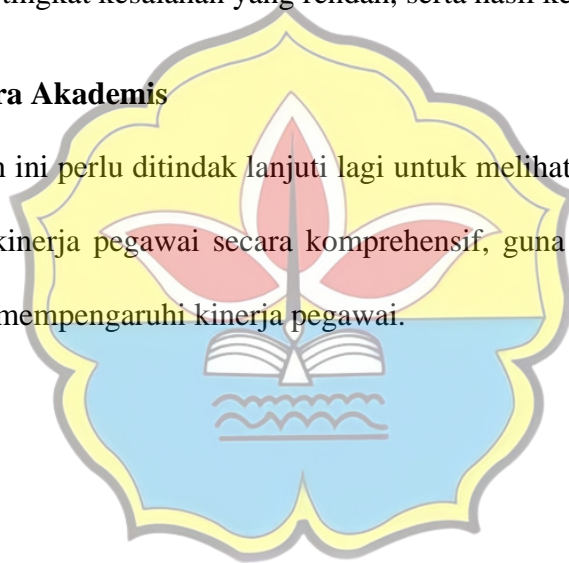 tingkat kesalahan yang rendah, serta hasil ke
ra Akademis
ini perlu ditindak lanjuti lagi untuk melihat
kinerja pegawai secara komprehensif, guna
mempengaruhi kinerja pegawai.